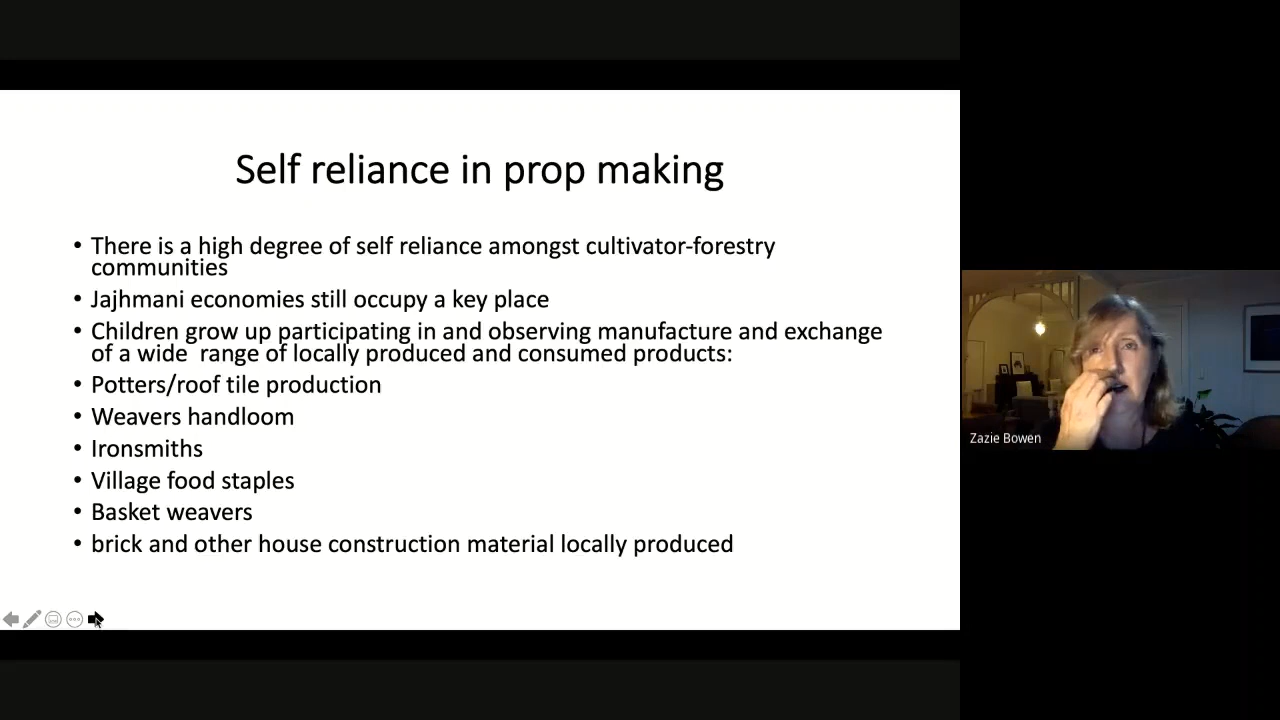 Self reliance in prop making
• There is a high degree of self reliance amongst cultivator-forestry
communities
• Jajhmani economies still occupy a key place
• Children grow up participating in and observing manufacture and exchange
of a wide  range of locally produced and consumed products:
• Potters/roof tile production
• Weavers handloom
• Ironsmiths
• Village food staples
• Basket weavers
• brick and other house construction material locally produced
Zazie Bowen